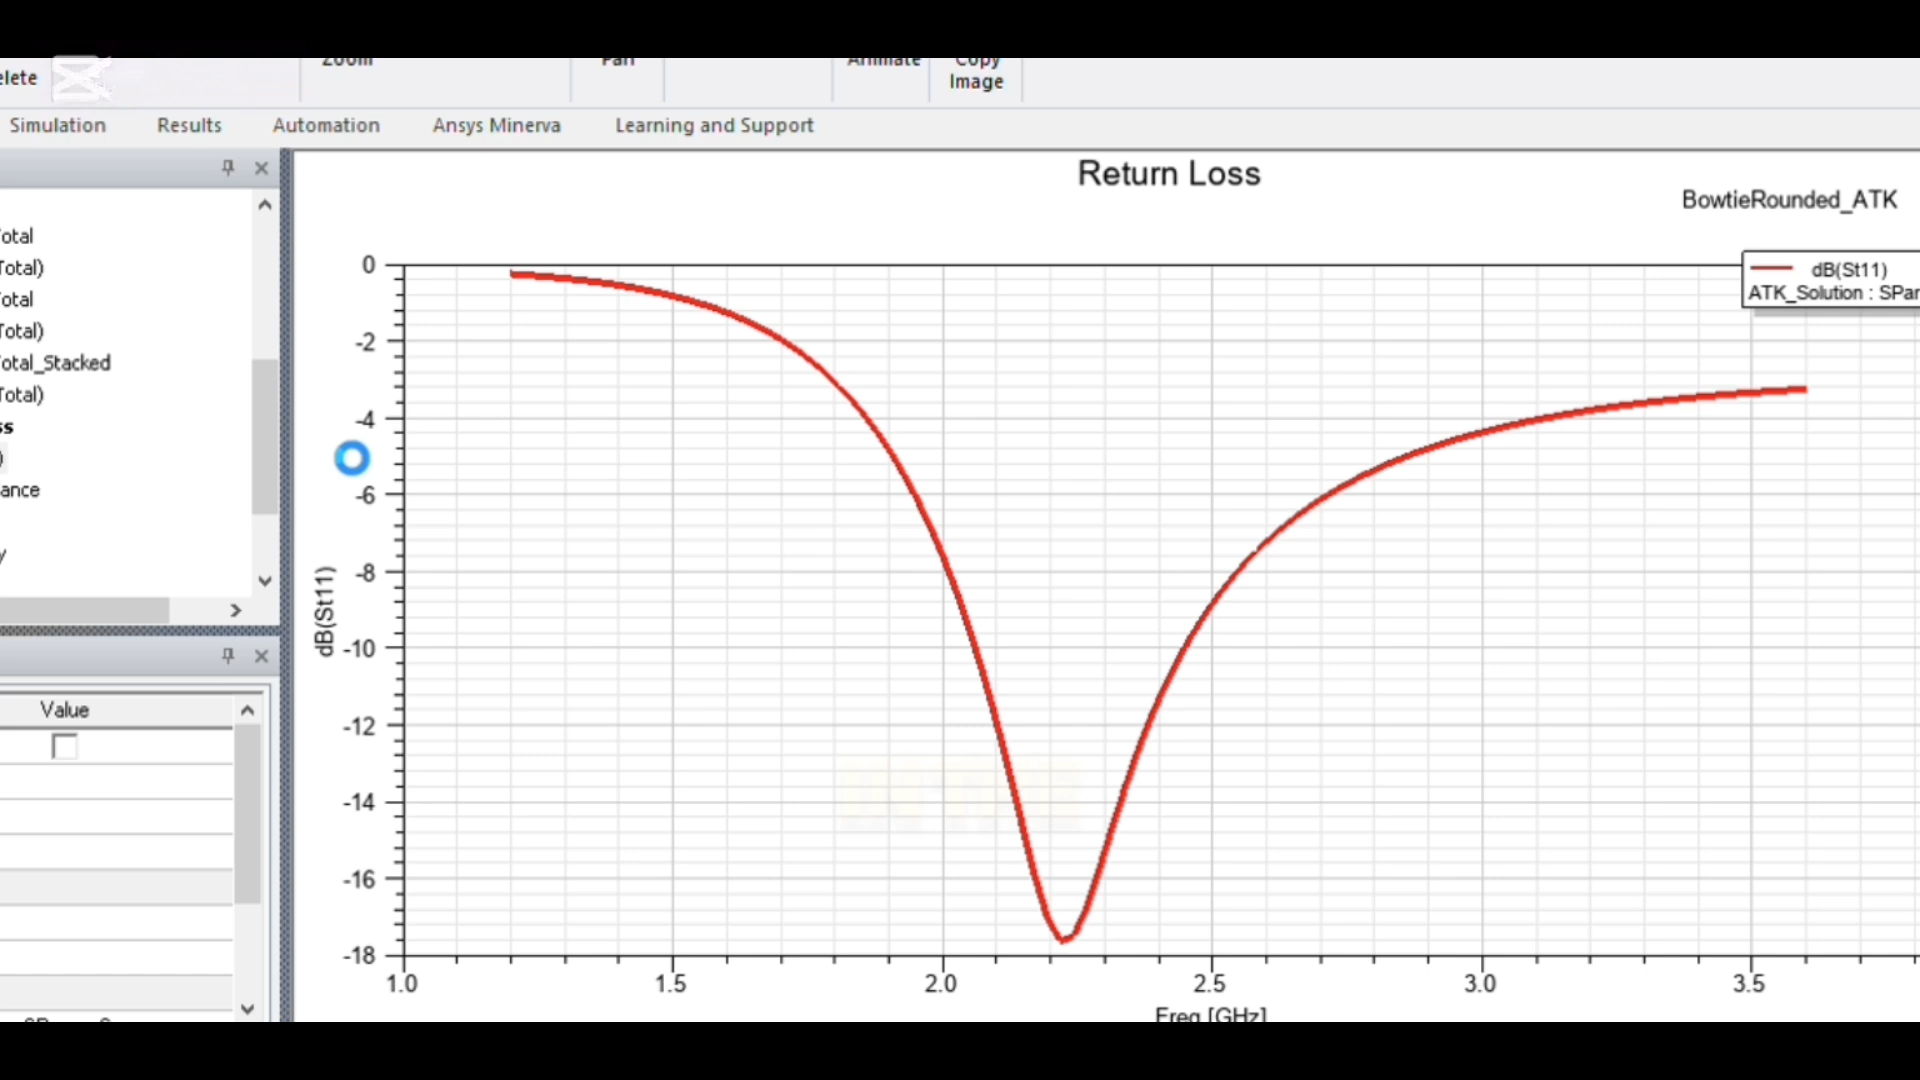 Zoom
Pan
Animate
Copy
Image
elete
Simulation
Results
Automation
Ansys Minerva
Learning and Support
otal
Total)
otal
Total)
otal_Stacked
Total)
ss
)
ance
y
Value
Return Loss
BowtieRounded_ATK
dB(St11)
ATK_Solution : SPar
0
-2
-4
-6
-8
-10
-12
-14
-16
-18
dB(St11)
1.0
1.5
2.0
2.5
3.0
3.5
Freq [GHz]